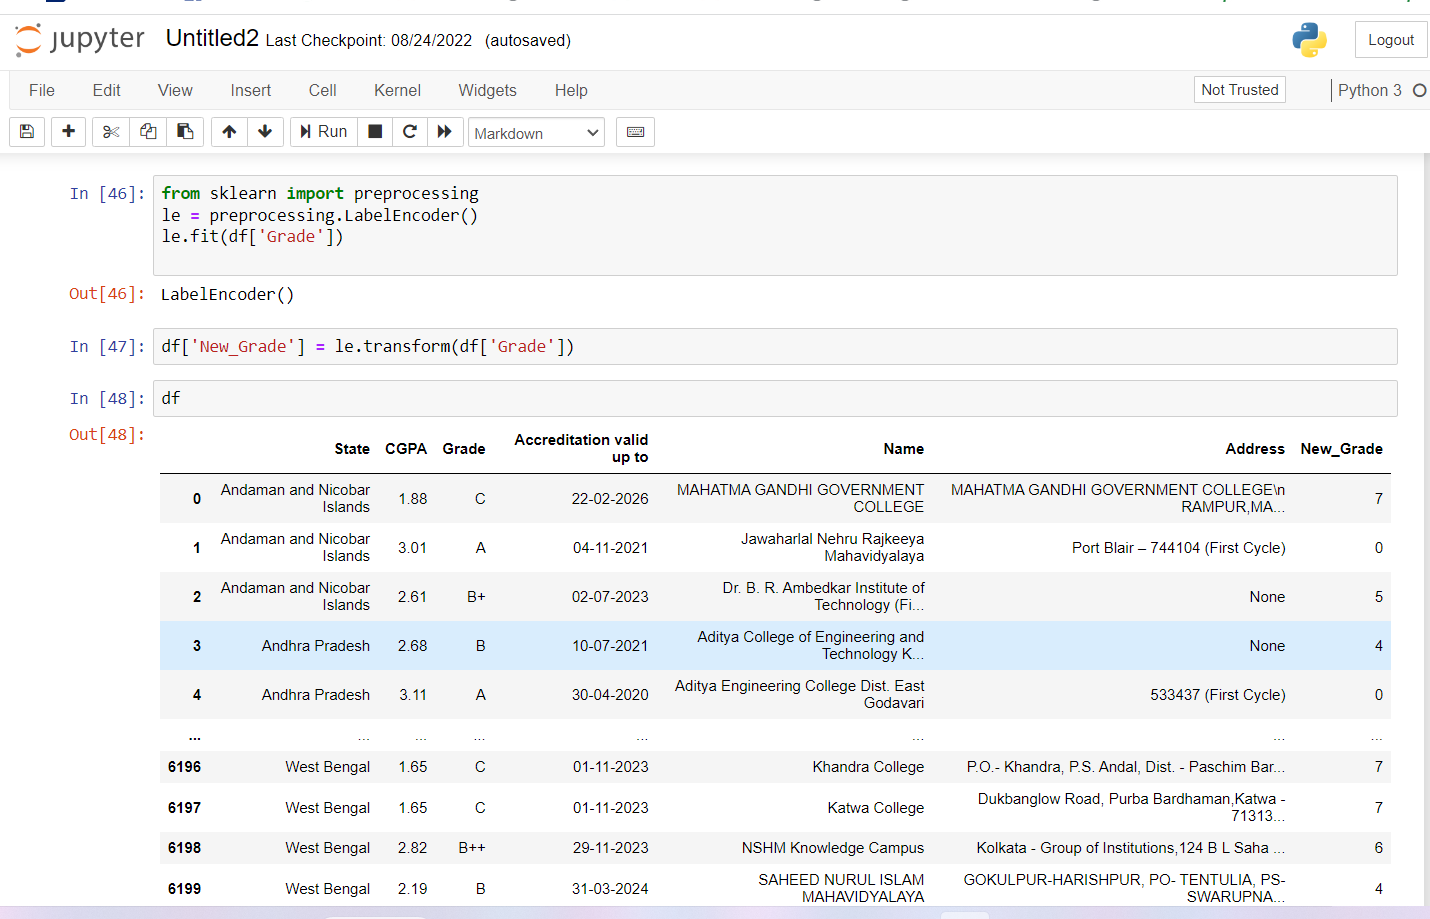 jupyter Untitled2 Last Checkpoint: 08/24/2022 (autosaved) Logout
File Edit View Insert Cell Kernel Widgets Help Not Trusted Python 3
Run Markdown
In [46]: from sklearn import preprocessing
le = preprocessing.LabelEncoder()
le.fit(df['Grade'])
Out[46]: LabelEncoder()
In [47]: df['New_Grade'] = le.transform(df['Grade'])
In [48]: df
Out[48]:
State CGPA Grade Accreditation valid up to Name Address New_Grade
0 Andaman and Nicobar Islands 1.88 C 22-02-2026 MAHATMA GANDHI GOVERNMENT COLLEGE MAHATMA GANDHI GOVERNMENT COLLEGE\n RAMPUR,MA... 7
1 Andaman and Nicobar Islands 3.01 A 04-11-2021 Jawaharlal Nehru Rajkeeya Mahavidyalaya Port Blair – 744104 (First Cycle) 0
2 Andaman and Nicobar Islands 2.61 B+ 02-07-2023 Dr. B. R. Ambedkar Institute of Technology (Fi... None 5
3 Andhra Pradesh 2.68 B 10-07-2021 Aditya College of Engineering and Technology K... None 4
4 Andhra Pradesh 3.11 A 30-04-2020 Aditya Engineering College Dist. East Godavari 533437 (First Cycle) 0
... ... ... ... ... ... ... ...
6196 West Bengal 1.65 C 01-11-2023 Khandra College P.O.- Khandra, P.S. Andal, Dist. - Paschim Bar... 7
6197 West Bengal 1.65 C 01-11-2023 Katwa College Dukbanglow Road, Purba Bardhaman,Katwa - 71313... 7
6198 West Bengal 2.82 B++ 29-11-2023 NSHM Knowledge Campus Kolkata - Group of Institutions,124 B L Saha ... 6
6199 West Bengal 2.19 B 31-03-2024 SAHEED NURUL ISLAM MAHAVIDYALAYA GOKULPUR-HARISHPUR, PO- TENTULIA, PS- SWARUPNA... 4